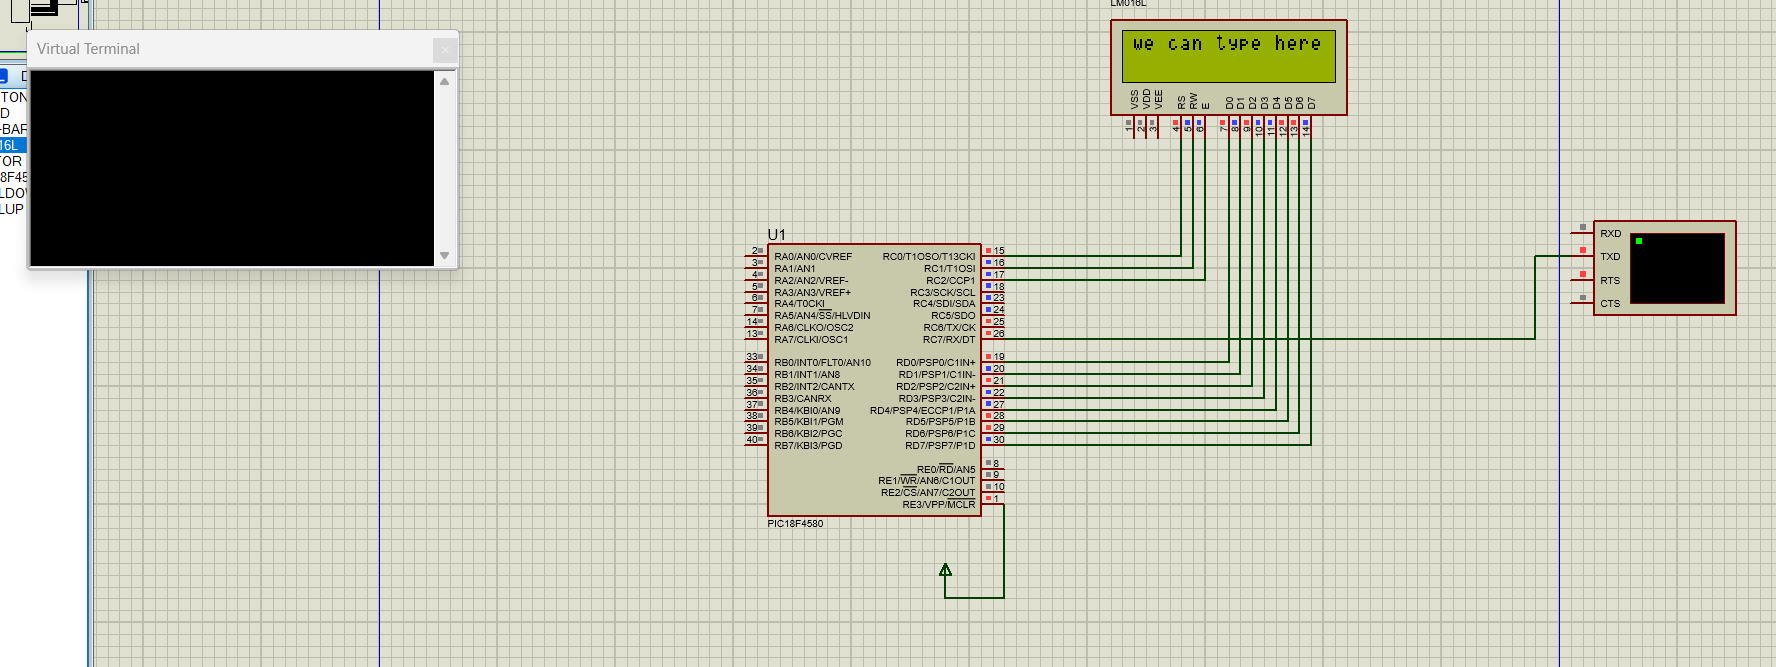 LM016L
Virtual Terminal
we can type here
VSS
VDD
VEE
RS
RW
E
D0
D1
D2
D3
D4
D5
D6
D7
1
2
3
4
5
6
7
8
9
10
11
12
13
14
TON
D
-BAR
16L
TOR
8F45
LDO
LUP
U1
2 RA0/AN0/CVREF
3 RA1/AN1
4 RA2/AN2/VREF-
5 RA3/AN3/VREF+
6 RA4/T0CKI
7 RA5/AN4/SS/HLVDIN
14 RA6/CLKO/OSC2
13 RA7/CLKI/OSC1
33 RB0/INT0/FLT0/AN10
34 RB1/INT1/AN8
35 RB2/INT2/CANTX
36 RB3/CANRX
37 RB4/KBI0/AN9
38 RB5/KBI1/PGM
39 RB6/KBI2/PGC
40 RB7/KBI3/PGD
RC0/T1OSO/T13CKI 15
RC1/T1OSI 16
RC2/CCP1 17
RC3/SCK/SCL 18
RC4/SDI/SDA 23
RC5/SDO 24
RC6/TX/CK 25
RC7/RX/DT 26
RD0/PSP0/C1IN+ 19
RD1/PSP1/C1IN- 20
RD2/PSP2/C2IN+ 21
RD3/PSP3/C2IN- 22
RD4/PSP4/ECCP1/P1A 27
RD5/PSP5/P1B 28
RD6/PSP6/P1C 29
RD7/PSP7/P1D 30
RE0/RD/AN5 8
RE1/WR/AN6/C1OUT 9
RE2/CS/AN7/C2OUT 10
RE3/VPP/MCLR 1
PIC18F4580
RXD
TXD
RTS
CTS